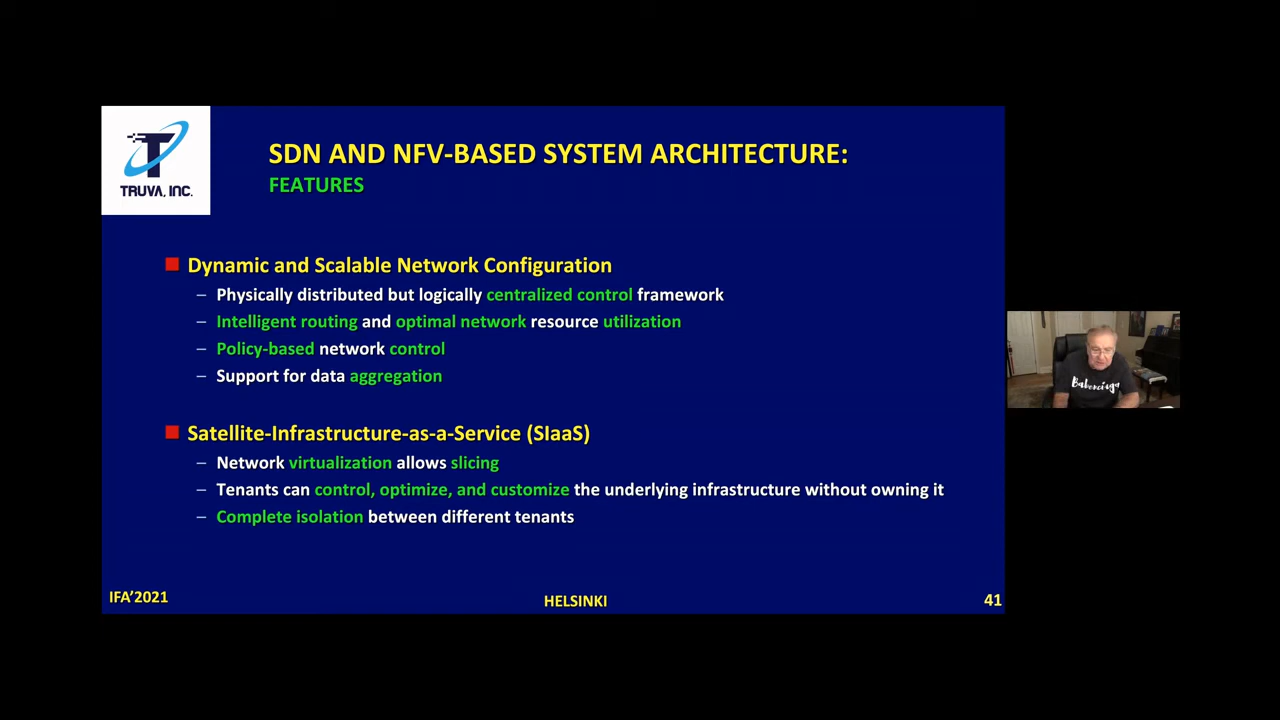 T
TRUVA, INC.
SDN AND NFV-BASED SYSTEM ARCHITECTURE:
FEATURES
Dynamic and Scalable Network Configuration
– Physically distributed but logically centralized control framework
– Intelligent routing and optimal network resource utilization
– Policy-based network control
– Support for data aggregation
Satellite-Infrastructure-as-a-Service (SIaaS)
– Network virtualization allows slicing
– Tenants can control, optimize, and customize the underlying infrastructure without owning it
– Complete isolation between different tenants
IFA'2021
HELSINKI
41